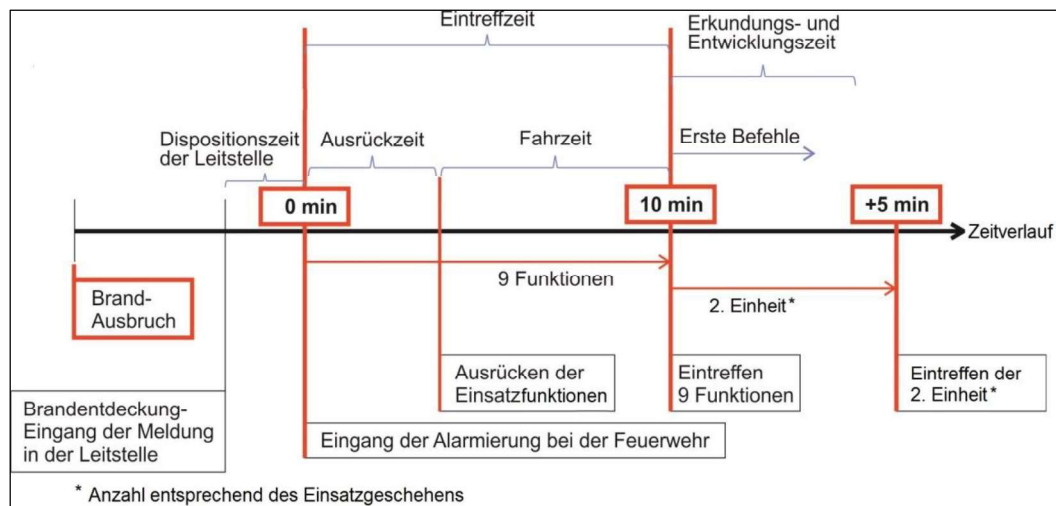 Eintreffzeit
Erkundungs- und
Entwicklungszeit
Dispositionszeit
der Leitstelle
Ausrückzeit
Fahrzeit
Erste Befehle
0 min
10 min
+5 min
Zeitverlauf
9 Funktionen
2. Einheit*
Brand-
Ausbruch
Ausrücken der
Einsatzfunktionen
Eintreffen
9 Funktionen
Eintreffen der
2. Einheit*
Brandentdeckung-
Eingang der Meldung
in der Leitstelle
Eingang der Alarmierung bei der Feuerwehr
* Anzahl entsprechend des Einsatzgeschehens